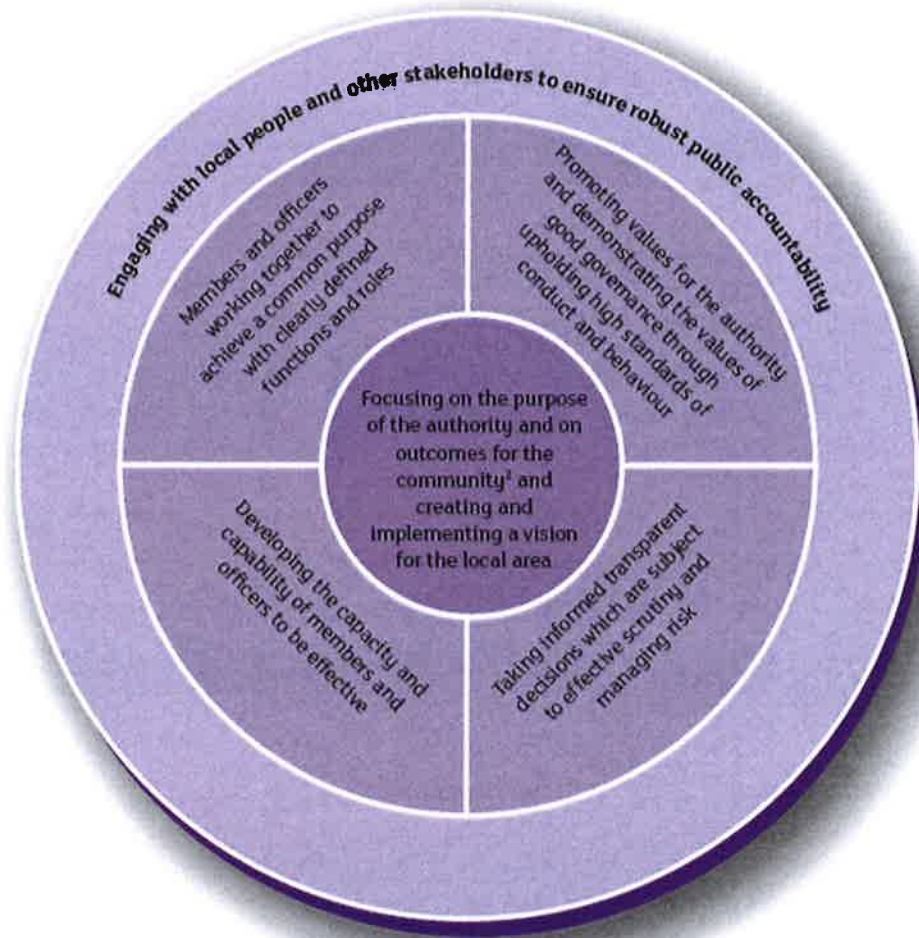 Engaging with local people and other stakeholders to ensure robust public accountability
Members and officers
working together to
achieve a common purpose
with clearly defined
functions and roles
Promoting values for the authority
and demonstrating the values of
good governance through
upholding high standards of
conduct and behaviour
Focusing on the purpose
of the authority and on
outcomes for the
community² and
creating and
implementing a vision
for the local area
Developing the capacity and
capability of members and
officers to be effective
Taking informed transparent
decisions which are subject
to effective scrutiny and
managing risk